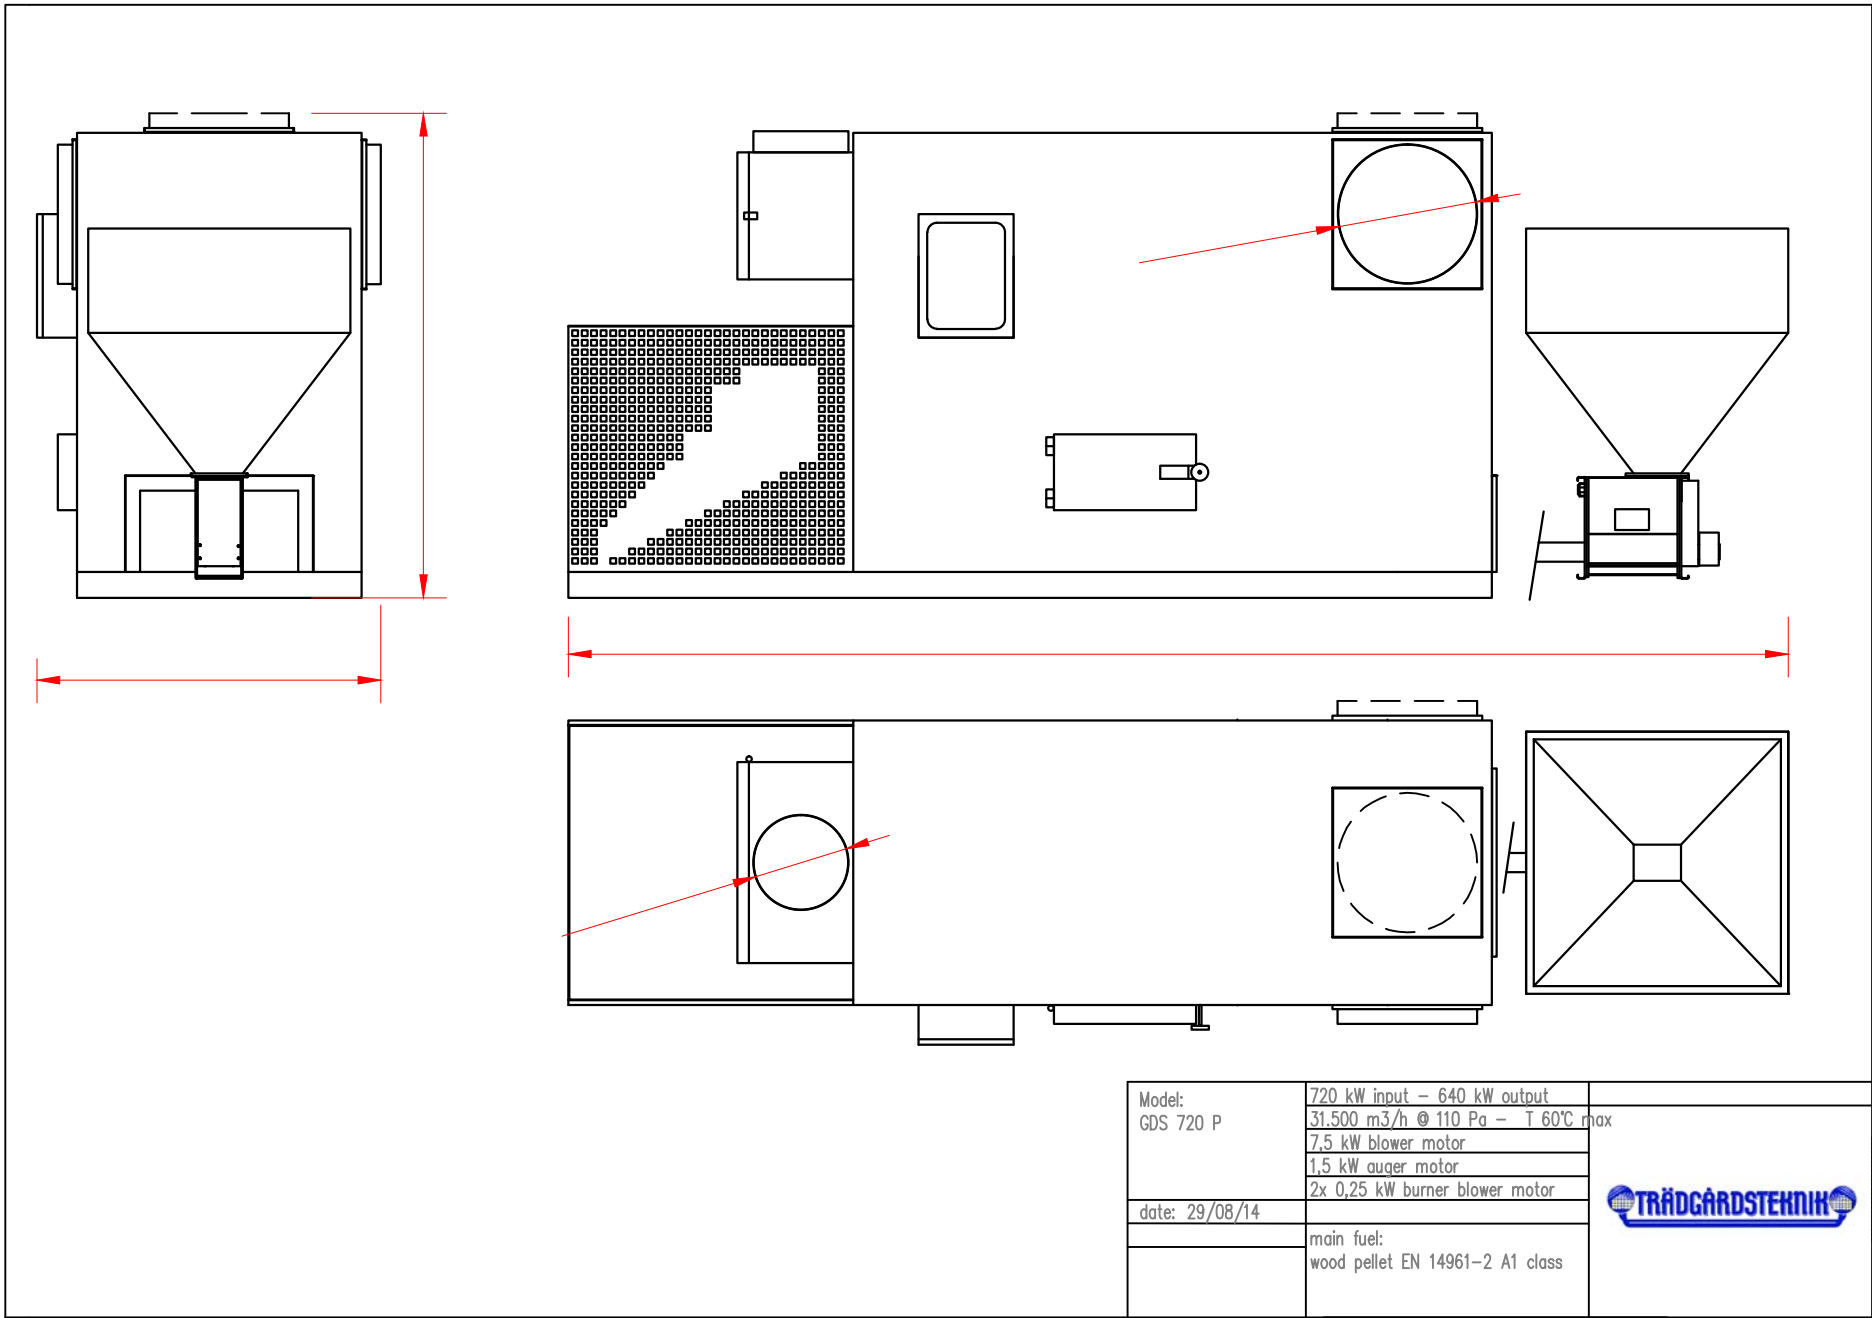 Model:
GDS 720 P
720 kW input - 640 kW output
31.500 m3/h @ 110 Pa - T 60°C max
7,5 kW blower motor
1,5 kW auger motor
2x 0,25 kW burner blower motor
date: 29/08/14
main fuel:
wood pellet EN 14961-2 A1 class
TRÄDGÅRDSTEKNIK